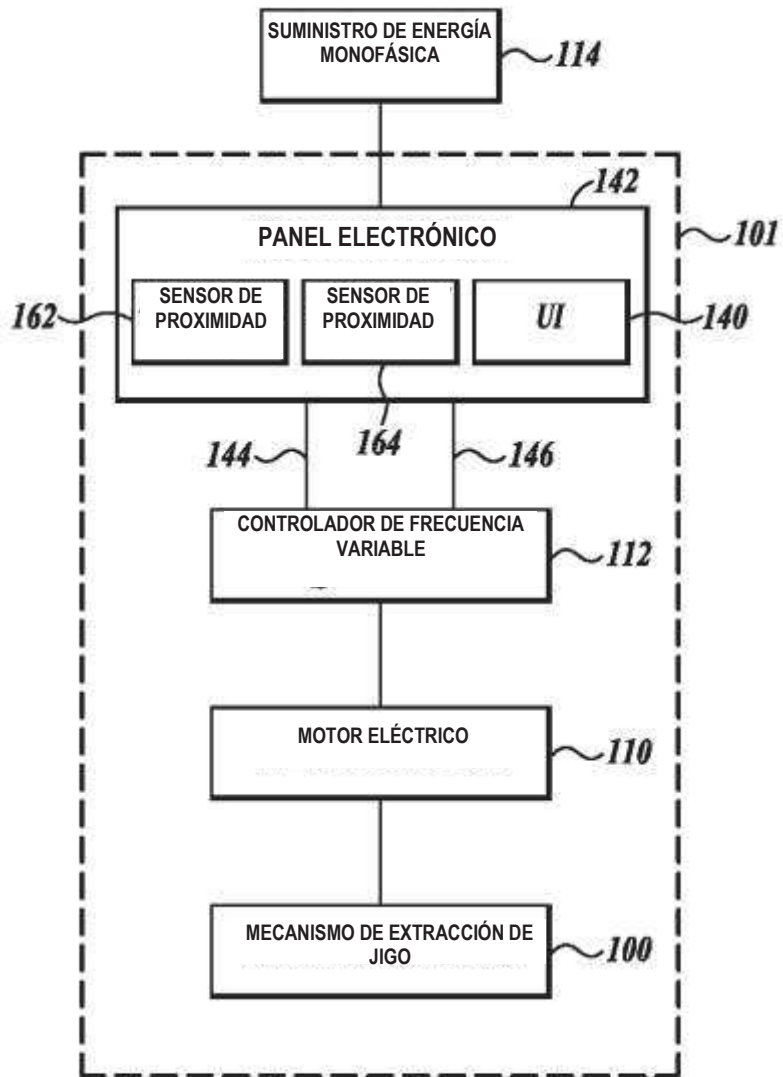 SUMINISTRO DE ENERGÍA
MONOFÁSICA
114
142
PANEL ELECTRÓNICO
101
162
SENSOR DE
PROXIMIDAD
SENSOR DE
PROXIMIDAD
UI
140
144
164
146
CONTROLADOR DE FRECUENCIA
VARIABLE
112
MOTOR ELÉCTRICO
110
MECANISMO DE EXTRACCIÓN DE
JIGO
100